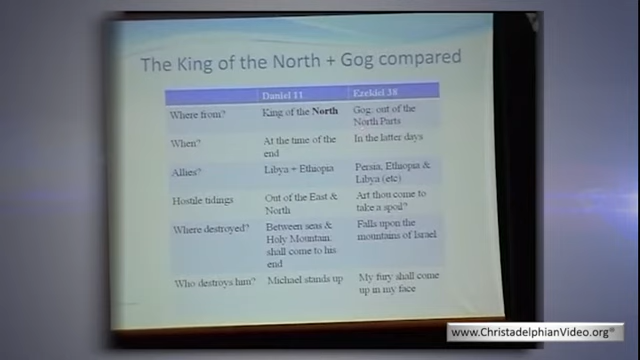 The King of the North + Gog compared
Daniel 11 Ezekiel 38
Where from? King of the North Gog, out of the
North Parts
When? At the time of the In the latter days
end
Allies? Libya + Ethiopia Persia, Ethiopia &
Libya (etc)
Hostile tidings Out of the East & Art thou come to
North take a spoil?
Where destroyed? Between seas & Falls upon the
Holy Mountain, mountains of Israel
shall come to his
end
Who destroys him? Michael stands up My fury shall come
up in my face
www.ChristadelphianVideo.org